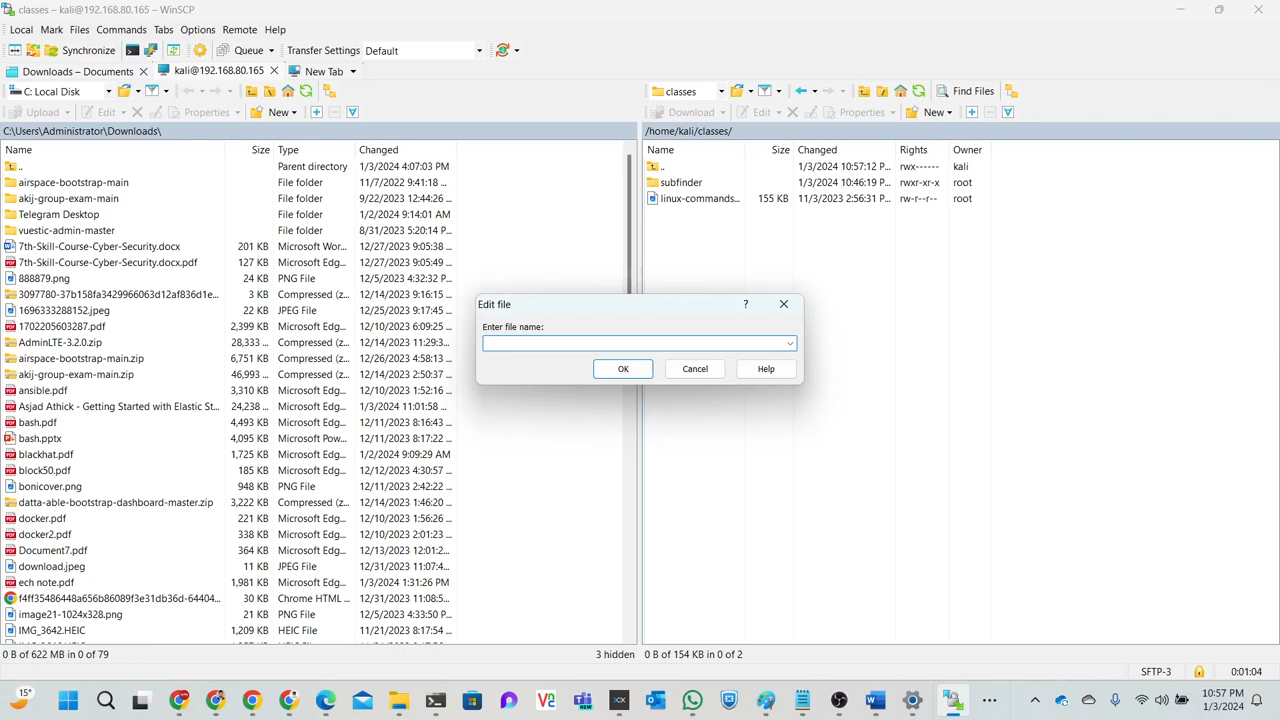 classes – kali@192.168.80.165 – WinSCP
Local Mark Files Commands Tabs Options Remote Help
Synchronize Queue Transfer Settings Default
Downloads – Documents kali@192.168.80.165 New Tab
C: Local Disk classes Find Files
Upload Edit Properties New Download Edit Properties New
C:\Users\Administrator\Downloads\ /home/kali/classes/
Name Size Type Changed Name Size Changed Rights Owner
.. Parent directory 1/3/2024 4:07:03 PM .. 1/3/2024 10:57:12 P... rwx------ kali
airspace-bootstrap-main File folder 11/7/2022 9:41:18 ... subfinder 1/3/2024 10:46:19 P... rwxr-xr-x root
akij-group-exam-main File folder 9/22/2023 12:44:26 ... linux-commands... 155 KB 11/3/2023 2:56:31 P... rw-r--r-- root
Telegram Desktop File folder 1/2/2024 9:14:01 AM
vuestic-admin-master File folder 8/31/2023 5:20:14 P...
7th-Skill-Course-Cyber-Security.docx 201 KB Microsoft Wor... 12/27/2023 9:05:38 ...
7th-Skill-Course-Cyber-Security.docx.pdf 127 KB Microsoft Edg... 12/27/2023 9:05:49 ...
888879.png 24 KB PNG File 12/5/2023 4:32:32 P...
3097780-37b158fa3429966063d12af836d1e... 3 KB Compressed (z... 12/14/2023 9:16:15 ...
1696333288152.jpeg 22 KB JPEG File 12/25/2023 9:17:45 ...
1702205603287.pdf 2,399 KB Microsoft Edg... 12/10/2023 6:09:25 ...
AdminLTE-3.2.0.zip 28,333 ... Compressed (z... 12/14/2023 11:29:3...
airspace-bootstrap-main.zip 6,751 KB Compressed (z... 12/26/2023 4:58:13 ...
akij-group-exam-main.zip 46,993 ... Compressed (z... 12/14/2023 2:50:37 ...
ansible.pdf 3,310 KB Microsoft Edg... 12/10/2023 1:52:16 ...
Asjad Athick - Getting Started with Elastic St... 24,238 ... Microsoft Edg... 1/3/2024 11:01:58 ...
bash.pdf 4,493 KB Microsoft Edg... 12/11/2023 8:16:43 ...
bash.pptx 4,095 KB Microsoft Pow... 12/11/2023 8:17:22 ...
blackhat.pdf 1,725 KB Microsoft Edg... 1/2/2024 9:09:29 AM
block50.pdf 185 KB Microsoft Edg... 12/12/2023 4:30:57 ...
bonicover.png 948 KB PNG File 12/11/2023 2:42:22 ...
datta-able-bootstrap-dashboard-master.zip 3,222 KB Compressed (z... 12/14/2023 1:46:20 ...
docker.pdf 221 KB Microsoft Edg... 12/10/2023 1:56:26 ...
docker2.pdf 338 KB Microsoft Edg... 12/10/2023 2:01:23 ...
Document7.pdf 364 KB Microsoft Edg... 12/13/2023 12:01:2...
download.jpeg 11 KB JPEG File 12/31/2023 11:07:4...
ech note.pdf 1,981 KB Microsoft Edg... 1/3/2024 1:31:26 PM
f4ff35486448a656b86089f3e31db36d-64404... 30 KB Chrome HTML ... 12/31/2023 11:08:5...
image21-1024x328.png 21 KB PNG File 12/5/2023 4:33:50 P...
IMG_3642.HEIC 1,209 KB HEIC File 11/21/2023 8:17:54 ...
Edit file ?
Enter file name:
OK Cancel Help
0 B of 622 MB in 0 of 79 3 hidden 0 B of 154 KB in 0 of 2
SFTP-3 0:01:04
15° 10:57 PM
1/3/2024